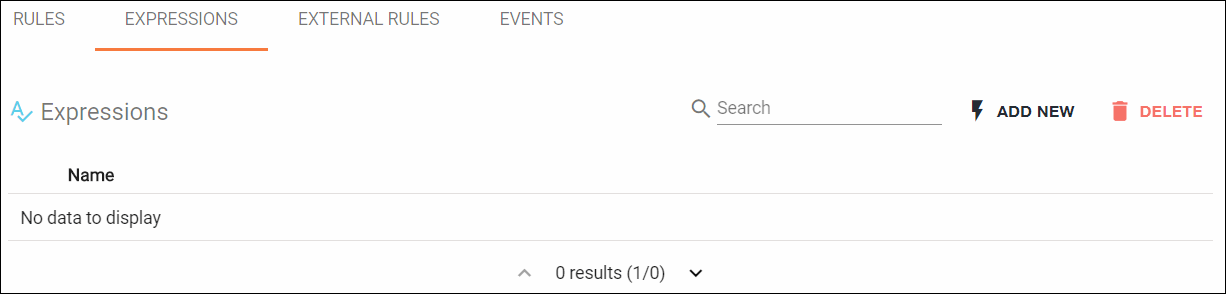 RULES EXPRESSIONS EXTERNAL RULES EVENTS
Expressions Search ADD NEW DELETE
Name
No data to display
0 results (1/0)